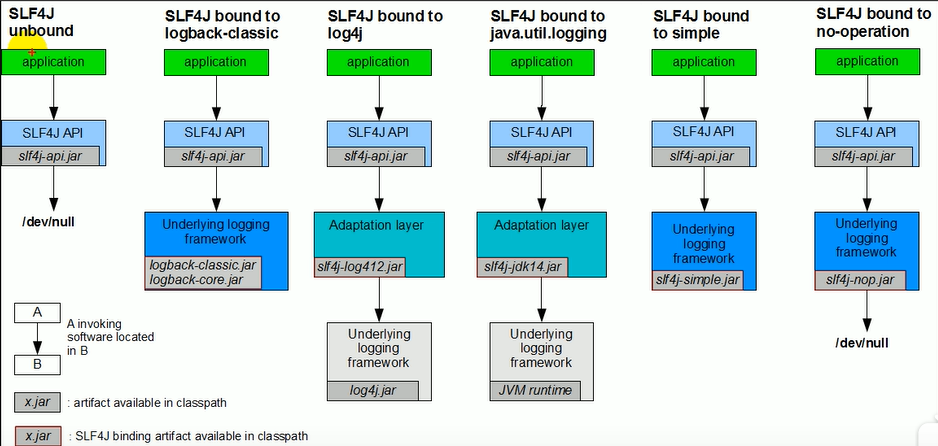 SLF4J
unbound
application
SLF4J API
slf4j-api.jar
/dev/null
SLF4J bound to
logback-classic
application
SLF4J API
slf4j-api.jar
Underlying logging
framework
logback-classic.jar
logback-core.jar
SLF4J bound to
log4j
application
SLF4J API
slf4j-api.jar
Adaptation layer
slf4j-log412.jar
Underlying
logging
framework
log4j.jar
SLF4J bound to
java.util.logging
application
SLF4J API
slf4j-api.jar
Adaptation layer
slf4j-jdk14.jar
Underlying
logging
framework
JVM runtime
SLF4J bound
to simple
application
SLF4J API
slf4j-api.jar
Underlying
logging
framework
slf4j-simple.jar
SLF4J bound to
no-operation
application
SLF4J API
slf4j-api.jar
Underlying
logging
framework
slf4j-nop.jar
/dev/null
A
B
A invoking
software located
in B
x.jar : artifact available in classpath
x.jar : SLF4J binding artifact available in classpath